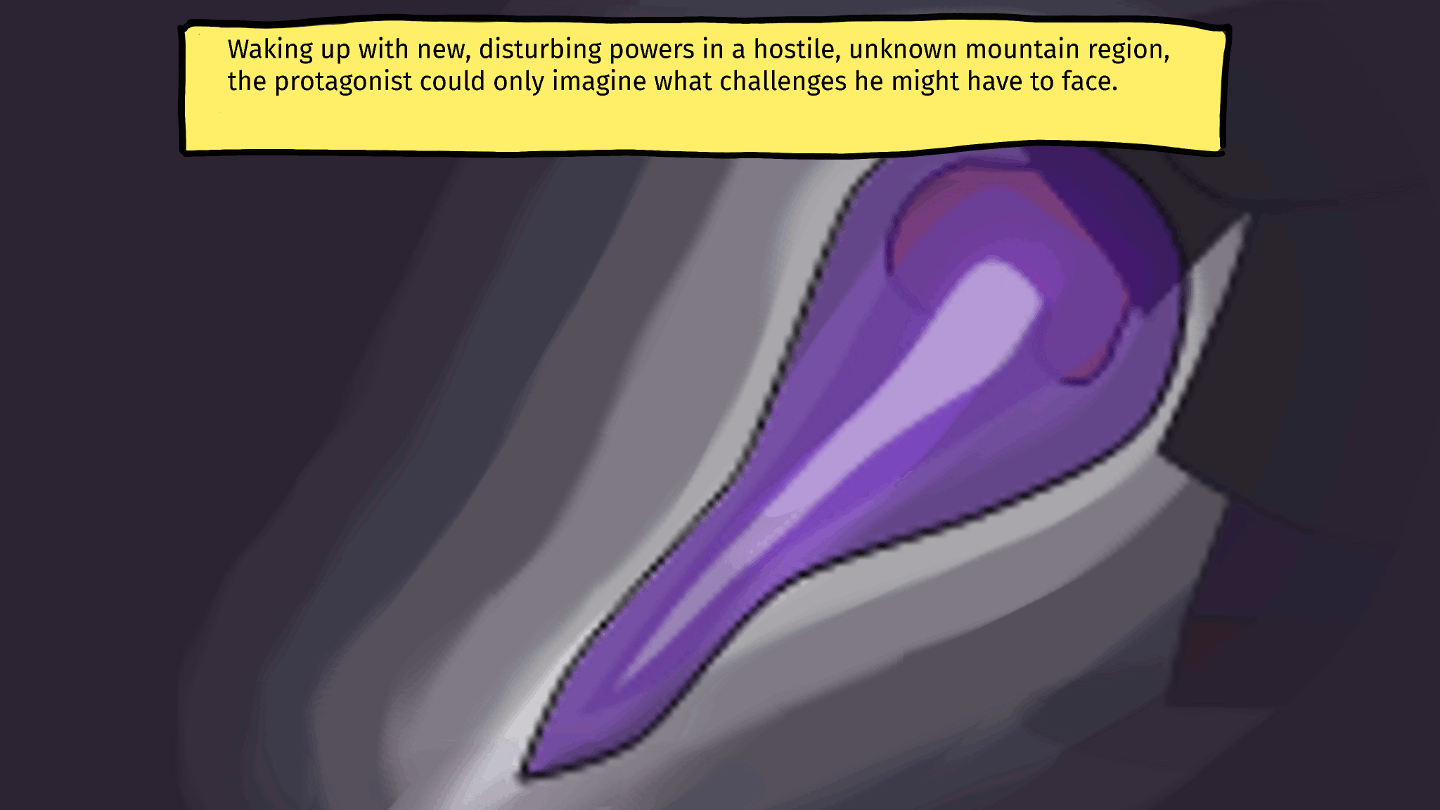 Waking up with new, disturbing powers in a hostile, unknown mountain region,
the protagonist could only imagine what challenges he might have to face.